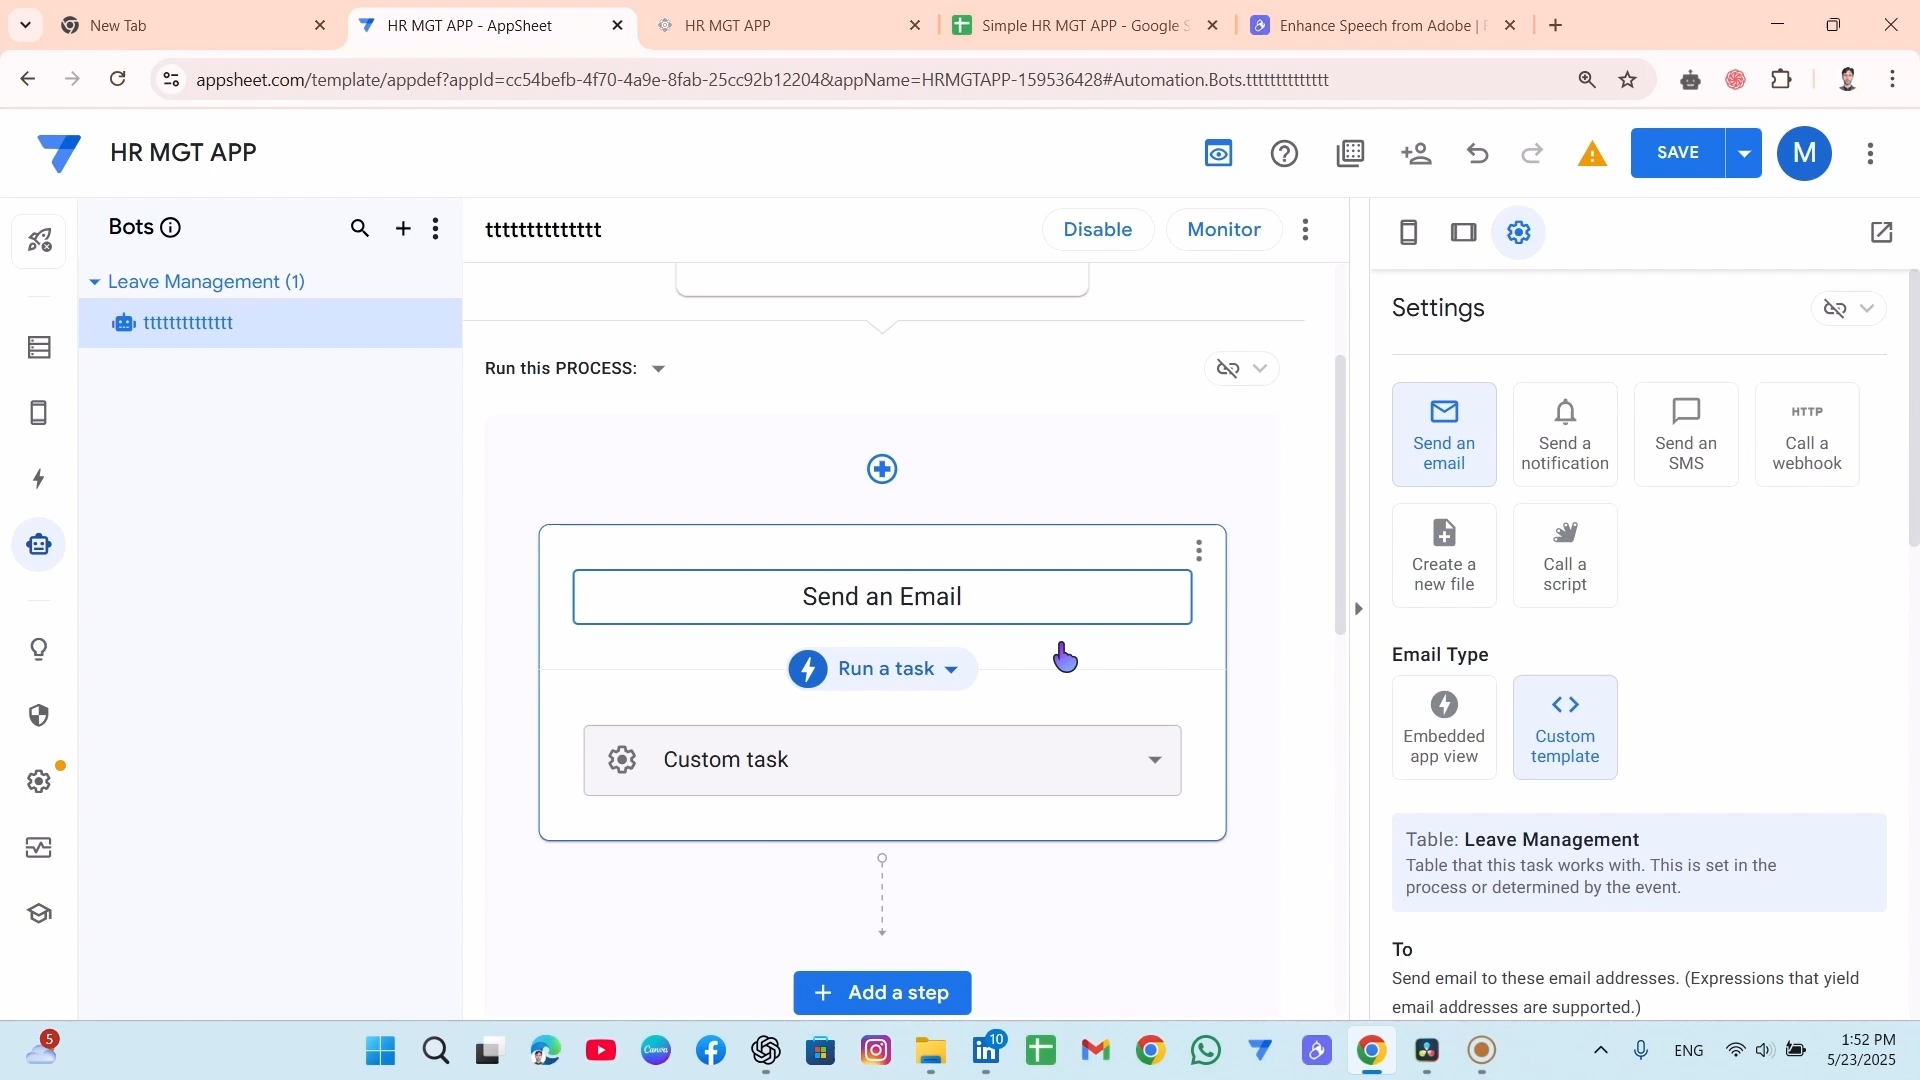 New Tab
HR MGT APP - AppSheet
HR MGT APP
Simple HR MGT APP - Google S
Enhance Speech from Adobe | F
appsheet.com/template/appdef?appId=cc54befb-4f70-4a9e-8fab-25cc92b12204&appName=HRMGTAPP-159536428#Automation.Bots.tttttttttttttt
HR MGT APP
SAVE
M
Bots
tttttttttttttt
Disable
Monitor
Leave Management (1)
tttttttttttttt
Settings
Run this PROCESS:
Send an email
Send a notification
Send an SMS
HTTP
Call a webhook
Create a new file
Call a script
Send an Email
Run a task
Custom task
Add a step
Email Type
Embedded app view
Custom template
Table: Leave Management
Table that this task works with. This is set in the
process or determined by the event.
To
Send email to these email addresses. (Expressions that yield
email addresses are supported.)
5
Canva
10
ENG
1:52 PM
5/23/2025